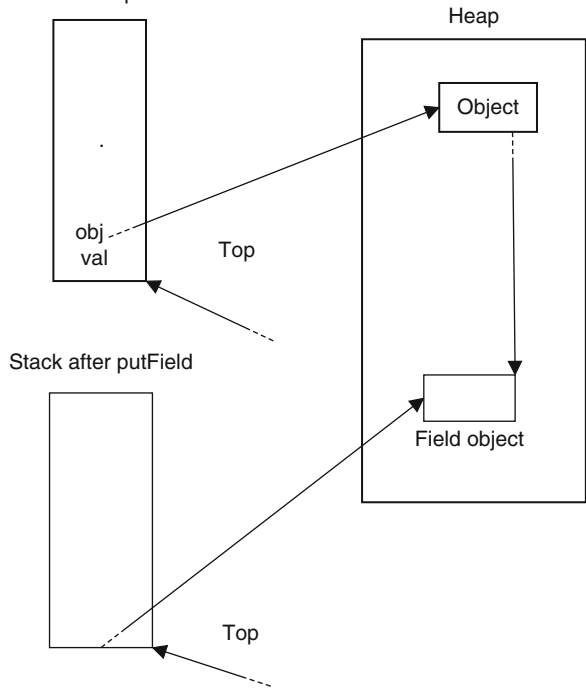 Heap
Object
obj
val
Top
Stack after putField
Field object
Top